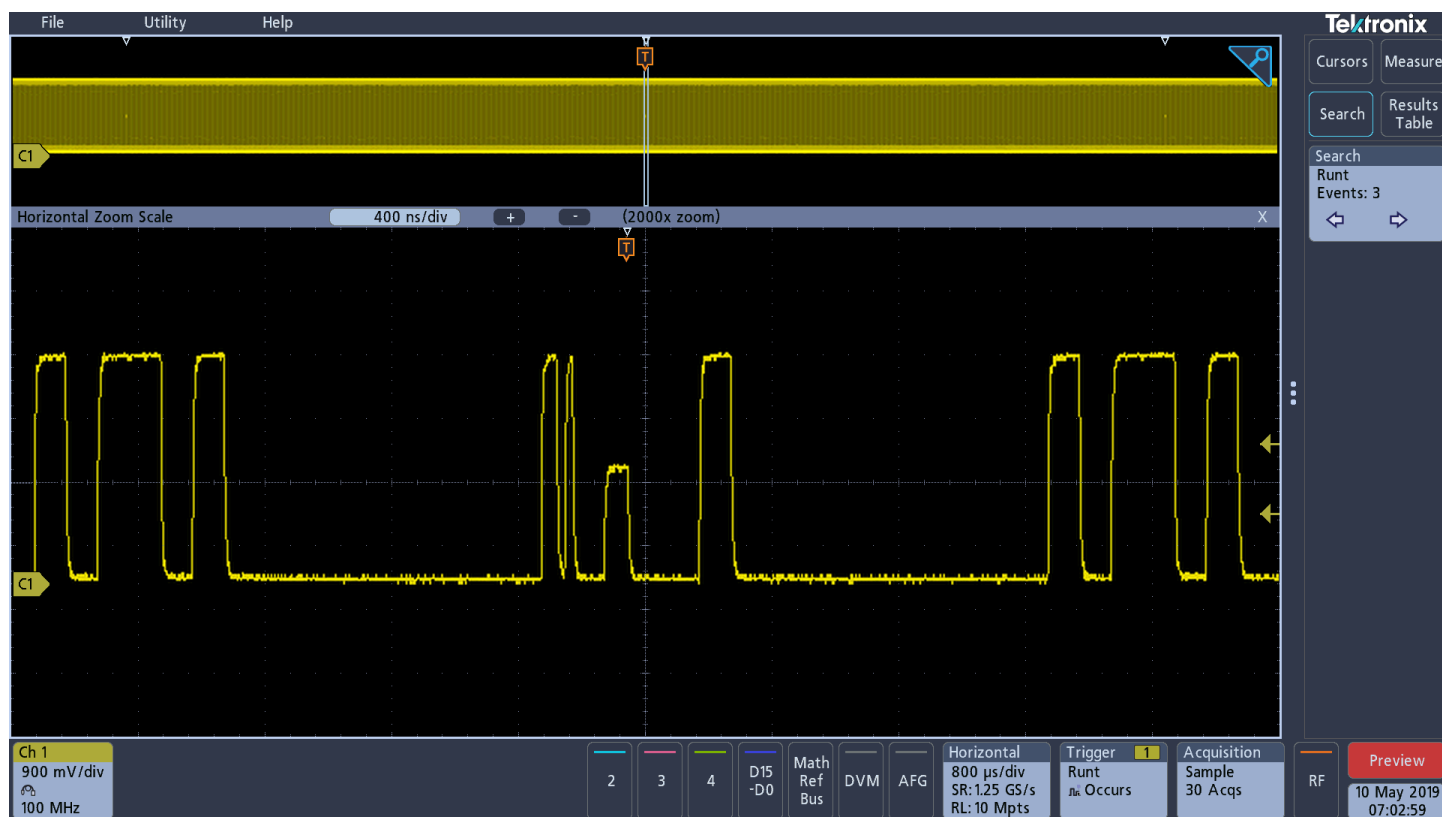 File Utility Help
Tektronix
T
Cursors Measure
Search Results Table
C1
Search
Runt
Events: 3
Horizontal Zoom Scale 400 ns/div + - (2000x zoom) X
T
C1
Ch 1
900 mV/div
100 MHz
2 3 4 D15 -D0 Math Ref Bus DVM AFG
Horizontal
800 µs/div
SR: 1.25 GS/s
RL: 10 Mpts
Trigger 1
Runt
Occurs
Acquisition
Sample
30 Acqs
RF
Preview
10 May 2019
07:02:59